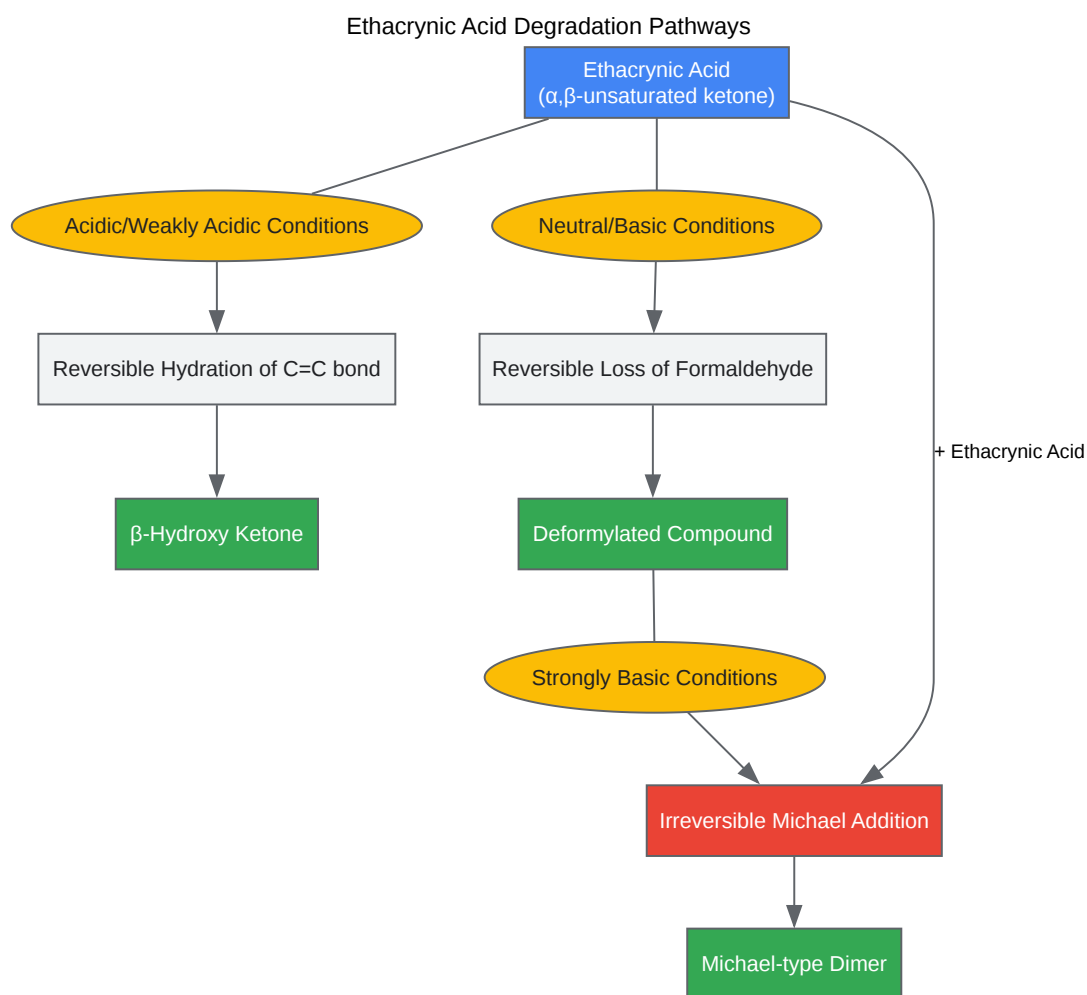 Ethacrynic Acid Degradation Pathways
Ethacrynic Acid
(α,β-unsaturated ketone)
Acidic/Weakly Acidic Conditions
Neutral/Basic Conditions
Reversible Hydration of C=C bond
Reversible Loss of Formaldehyde
+ Ethacrynic Acid
β-Hydroxy Ketone
Deformylated Compound
Strongly Basic Conditions
Irreversible Michael Addition
Michael-type Dimer